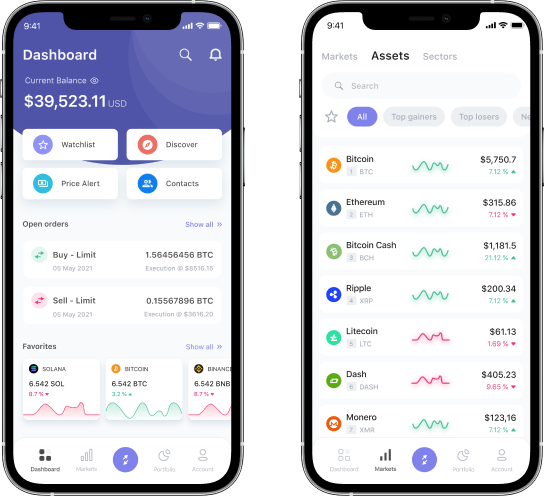 9:41
Dashboard
Current Balance
$39,523.11 USD
Watchlist
Discover
Price Alert
Contacts
Open orders
Show all »
Buy - Limit
1.56456456 BTC
05 May 2021
Execution @ $8516.15
Sell - Limit
0.15567896 BTC
05 May 2021
Execution @ $3616.20
Favorites
Show all »
SOLANA
BITCOIN
BINANCE
6.542 SOL
6.542 BTC
6.542 BNB
8.7 %
3.2 %
8.7 %
Dashboard
Markets
Portfolio
Account
9:41
Markets
Assets
Sectors
Search
All
Top gainers
Top losers
Ne
Bitcoin
$5,750.7
1 BTC
7.12 %
Ethereum
$315.86
2 ETH
7.12 %
Bitcoin Cash
$1,181.5
3 BCH
21.12 %
Ripple
$200.34
4 XRP
7.12 %
Litecoin
$61.13
5 LTC
1.69 %
Dash
$405.23
6 DASH
9.65 %
Monero
$123,16
7 XMR
7.12 %
Dashboard
Markets
Portfolio
Account